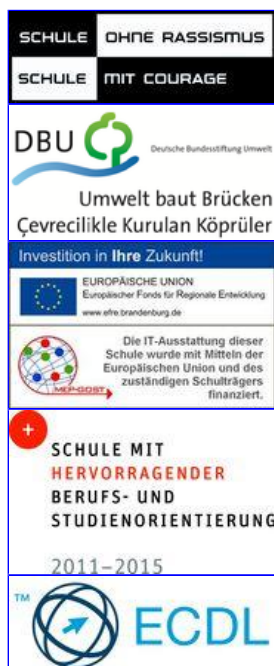 SCHULE OHNE RASSISMUS
SCHULE MIT COURAGE
DBU Deutsche Bundesstiftung Umwelt
Umwelt baut Brücken
Çevrecilikle Kurulan Köprüler
Investition in Ihre Zukunft!
EUROPÄISCHE UNION
Europäischer Fonds für Regionale Entwicklung
www.efre.brandenburg.de
Die IT-Ausstattung dieser
Schule wurde mit Mitteln der
Europäischen Union und des
zuständigen Schulträgers
finanziert.
MEP-GOST
+
SCHULE MIT
HERVORRAGENDER
BERUFS- UND
STUDIENORIENTIERUNG
2011–2015
TM
ECDL